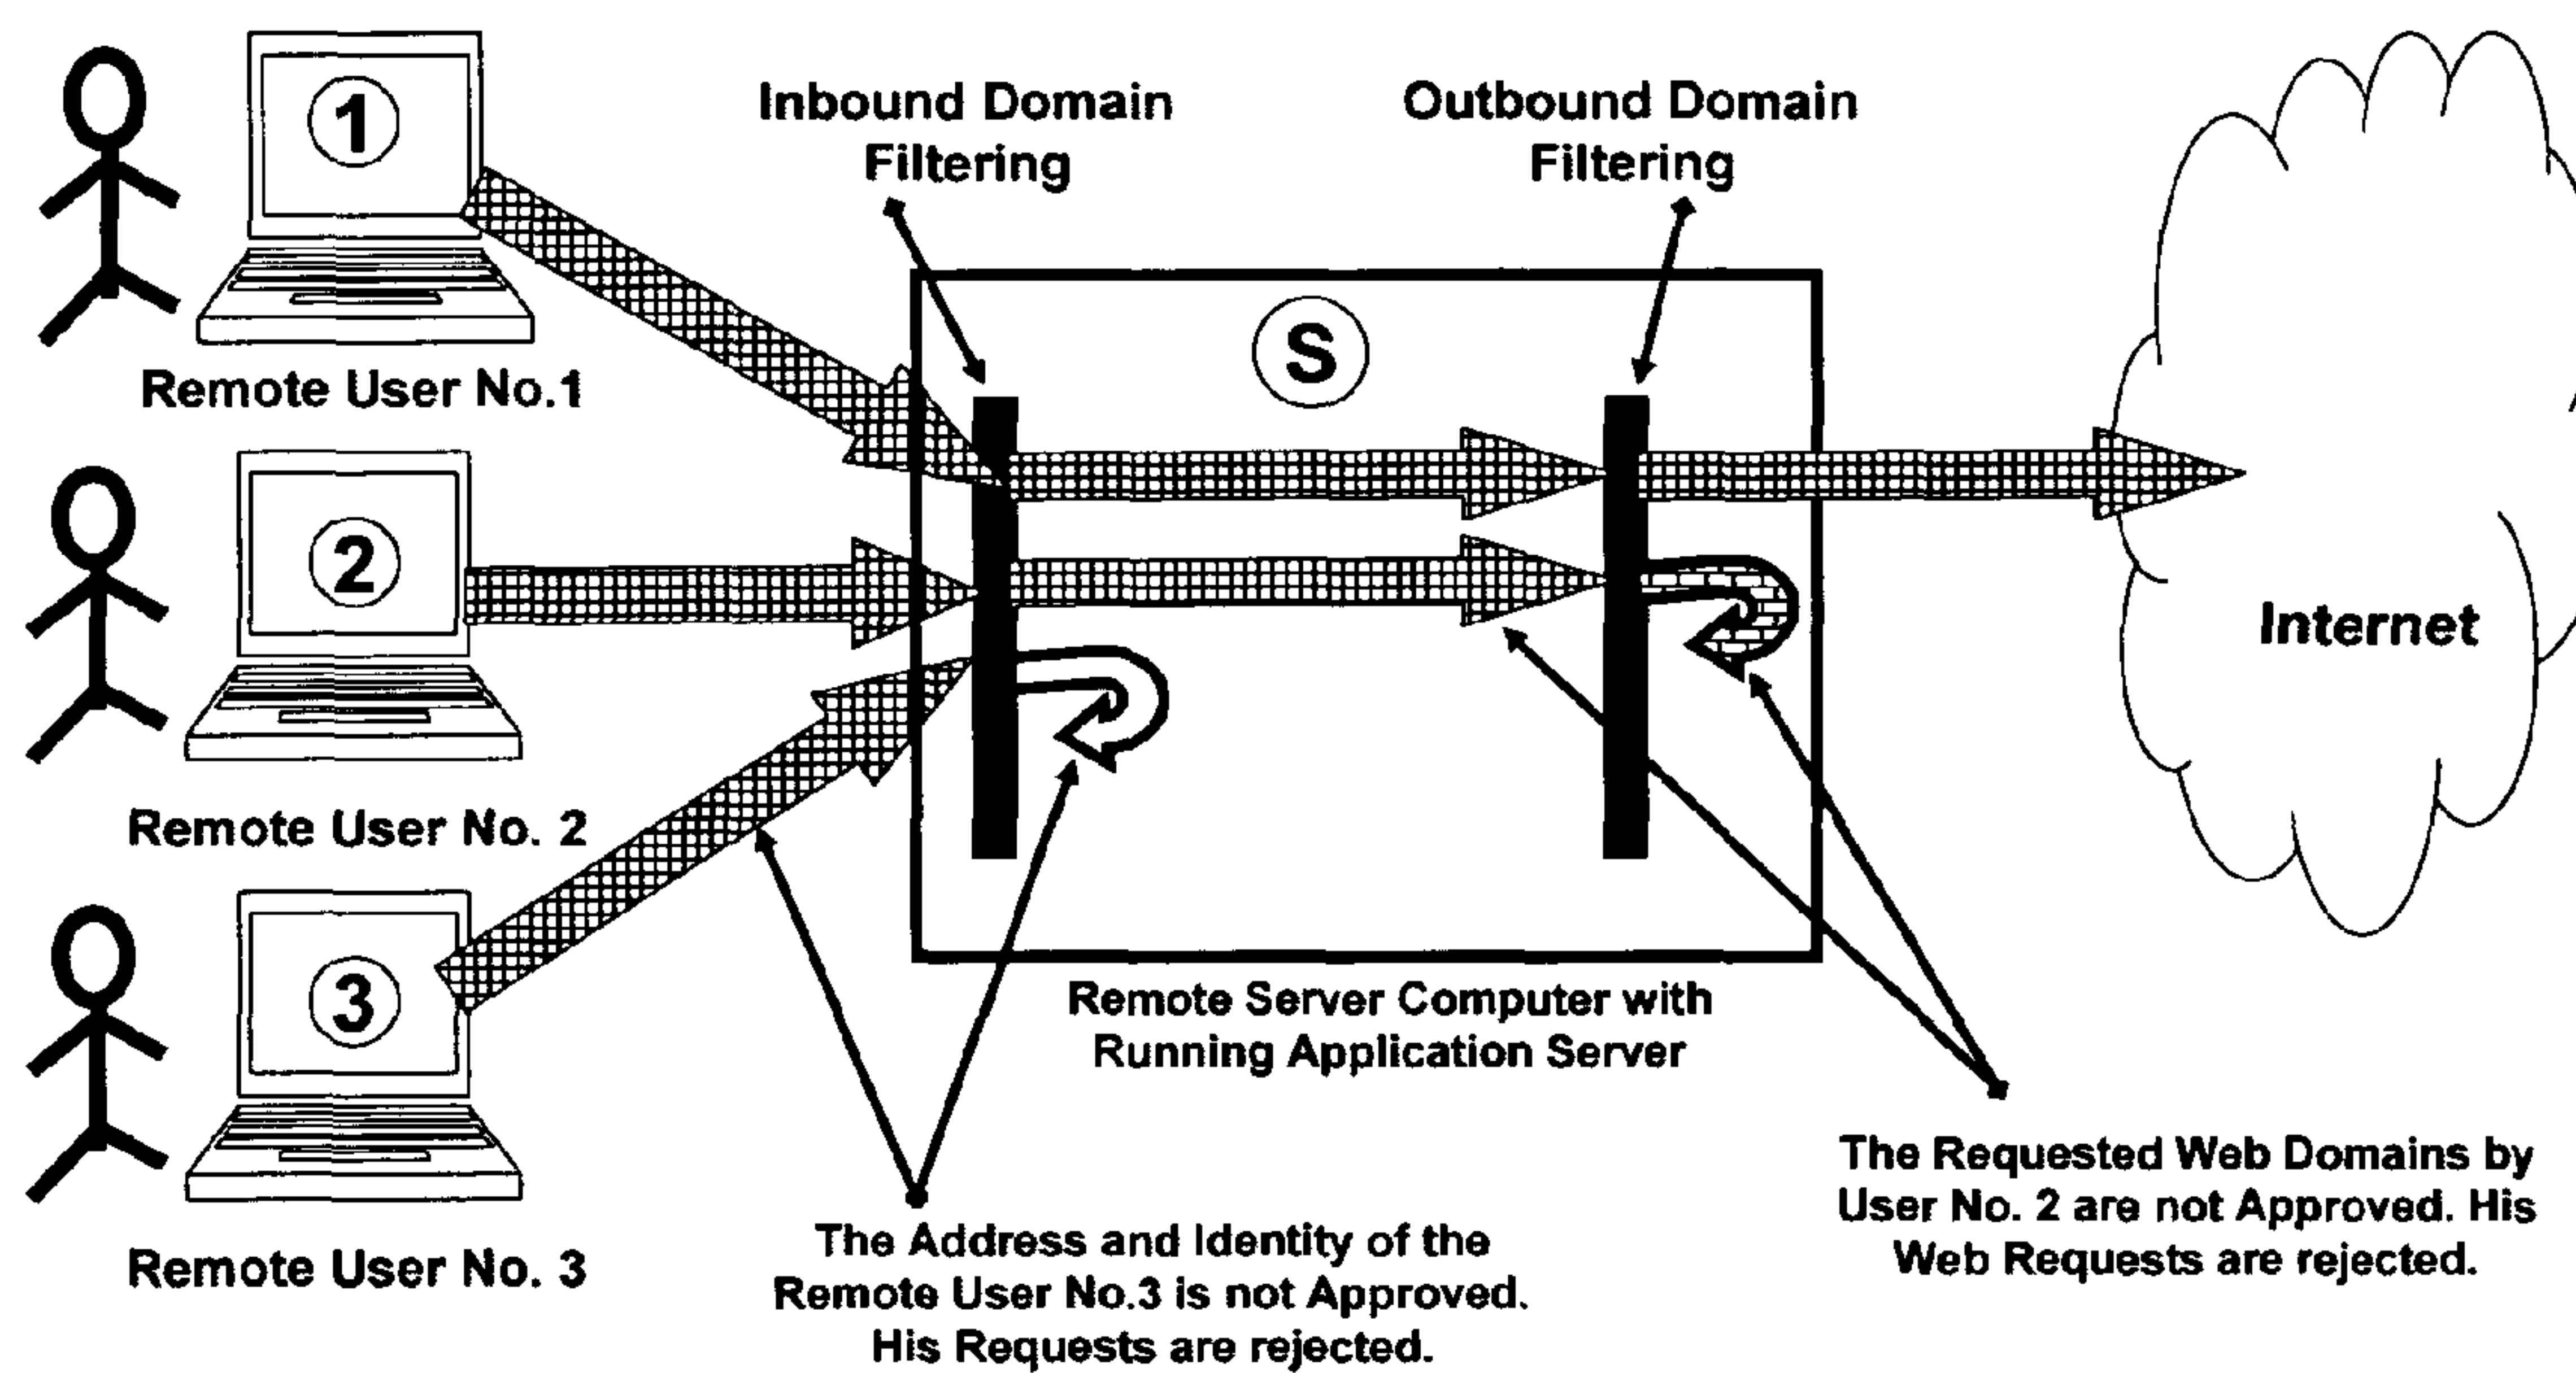 1
Inbound Domain
Filtering
Outbound Domain
Filtering
Remote User No.1
S
2
Remote User No. 2
Internet
3
Remote User No. 3
Remote Server Computer with
Running Application Server
The Address and Identity of the
Remote User No.3 is not Approved.
His Requests are rejected.
The Requested Web Domains by
User No. 2 are not Approved. His
Web Requests are rejected.